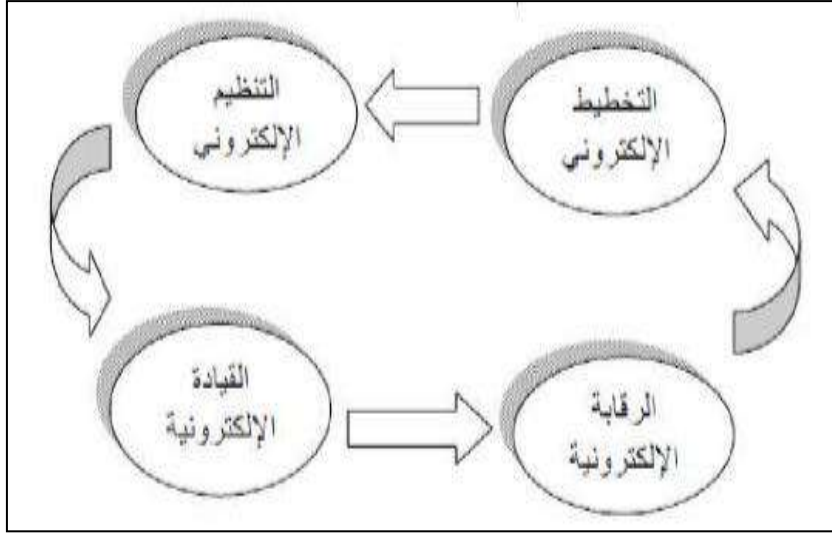 التخطيط
الإلكتروني
التنظيم
الإلكتروني
القيادة
الإلكترونية
الرقابة
الإلكترونية